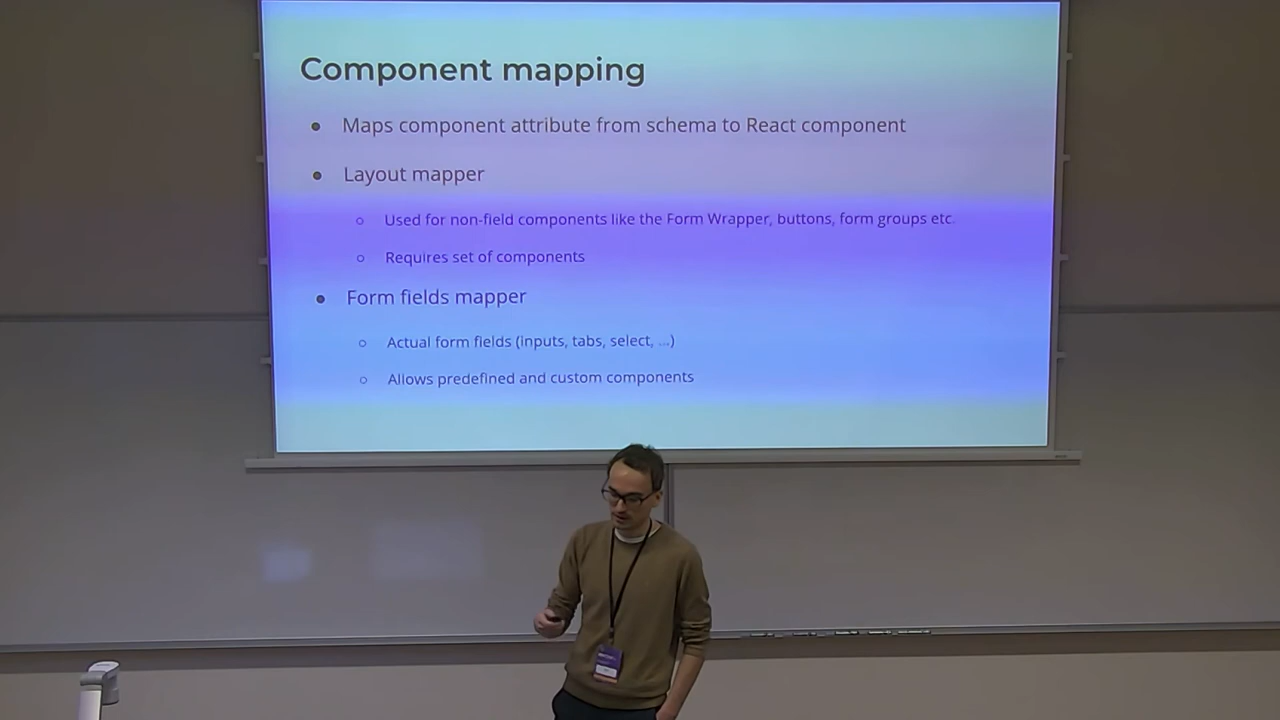 Component mapping
● Maps component attribute from schema to React component
● Layout mapper
○ Used for non-field components like the Form Wrapper, buttons, form groups etc.
○ Requires set of components
● Form fields mapper
○ Actual form fields (inputs, tabs, select, ...)
○ Allows predefined and custom components